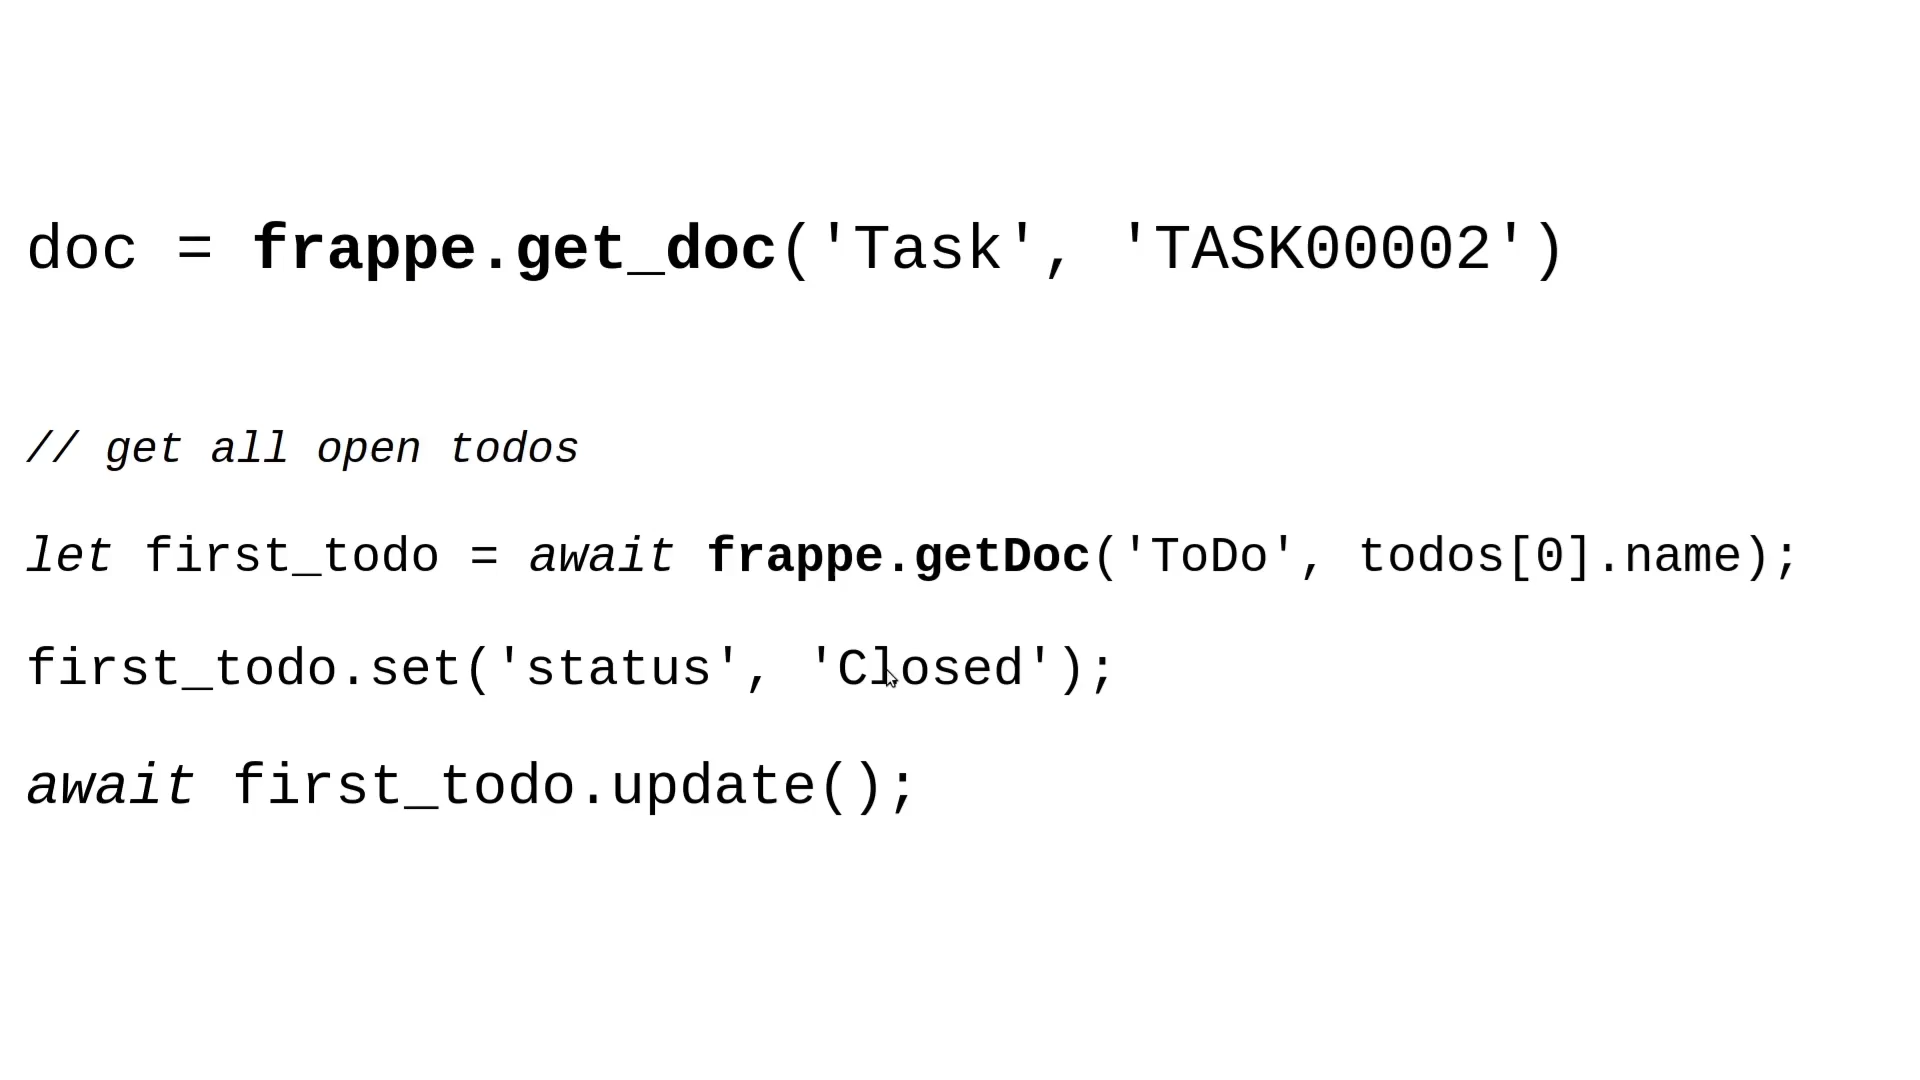 doc = frappe.get_doc('Task', 'TASK00002')
// get all open todos
let first_todo = await frappe.getDoc('ToDo', todos[0].name);
first_todo.set('status', 'Closed');
await first_todo.update();